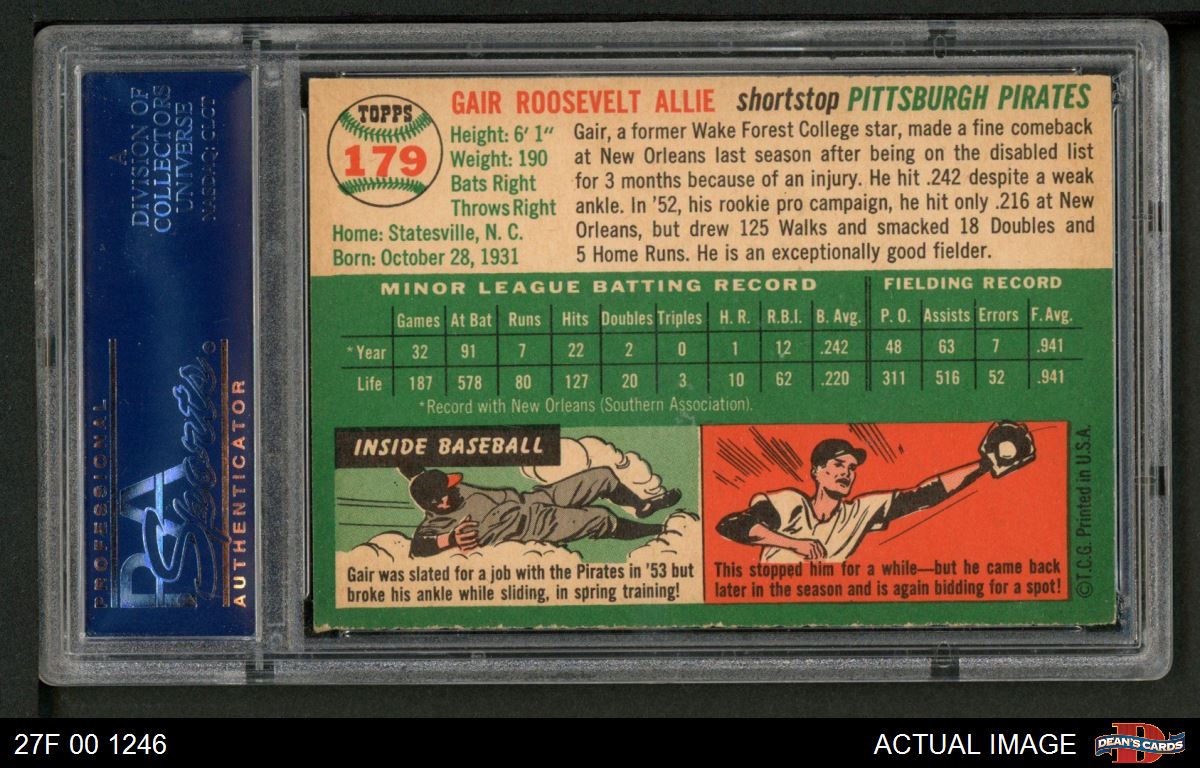 A
DIVISION OF
COLLECTORS
UNIVERSE
NADAQ: CLCT
PROFESSIONAL
PSA
Sports
AUTHENTICATOR
TOPPS
179
GAIR ROOSEVELT ALLIE shortstop PITTSBURGH PIRATES
Height: 6' 1"
Weight: 190
Bats Right
Throws Right
Home: Statesville, N. C.
Born: October 28, 1931
Gair, a former Wake Forest College star, made a fine comeback
at New Orleans last season after being on the disabled list
for 3 months because of an injury. He hit .242 despite a weak
ankle. In '52, his rookie pro campaign, he hit only .216 at New
Orleans, but drew 125 Walks and smacked 18 Doubles and
5 Home Runs. He is an exceptionally good fielder.
MINOR LEAGUE BATTING RECORD FIELDING RECORD
Games At Bat Runs Hits Doubles Triples H. R. R.B.I. B. Avg. P. O. Assists Errors F. Avg.
*Year 32 91 7 22 2 0 1 12 .242 48 63 7 .941
Life 187 578 80 127 20 3 10 62 .220 311 516 52 .941
*Record with New Orleans (Southern Association).
INSIDE BASEBALL
Gair was slated for a job with the Pirates in '53 but
broke his ankle while sliding, in spring training!
This stopped him for a while—but he came back
later in the season and is again bidding for a spot!
©T.C.G. Printed in U.S.A.
27F 00 1246
ACTUAL IMAGE
D
DEAN'S CARDS